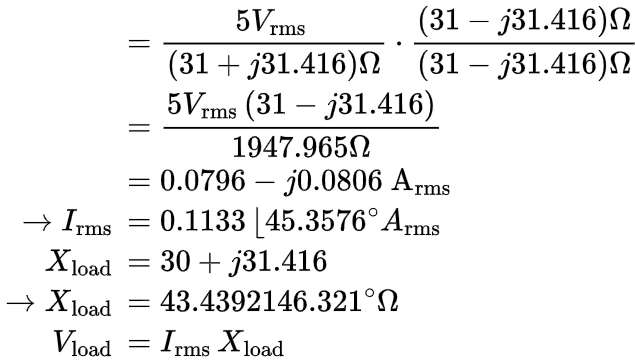 = 5V_rms / (31 + j31.416)Ω · (31 − j31.416)Ω / (31 − j31.416)Ω
= 5V_rms (31 − j31.416) / 1947.965Ω
= 0.0796 − j0.0806 A_rms
→ I_rms = 0.1133 ⌊45.3576°A_rms
X_load = 30 + j31.416
→ X_load = 43.4392146.321°Ω
V_load = I_rms X_load